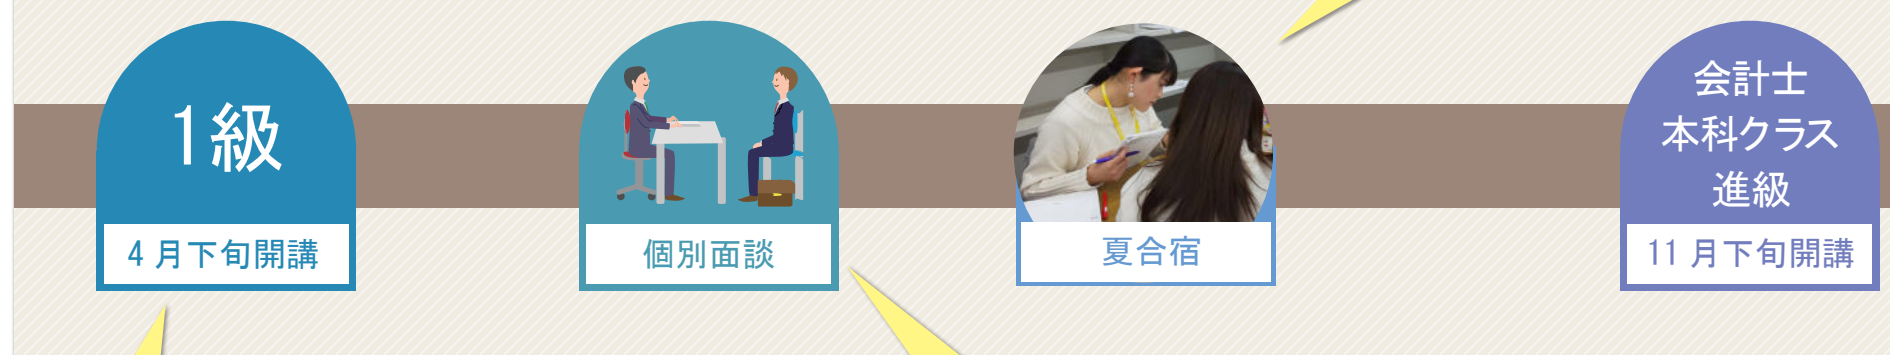 1級
4月下旬開講
個別面談
夏合宿
会計士
本科クラス
進級
11月下旬開講